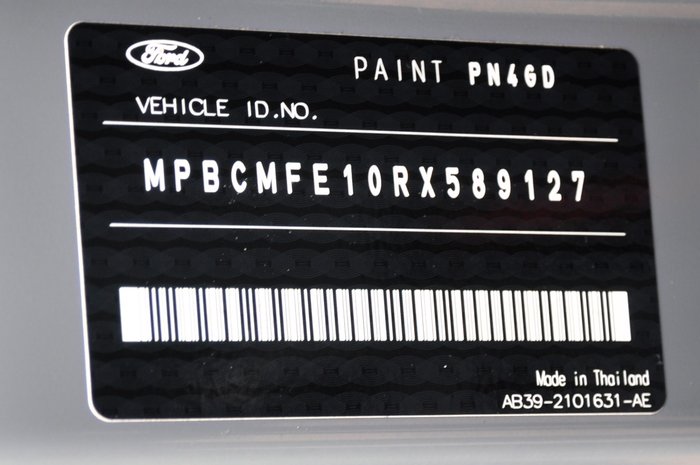 Ford
PAINT PN4GD
VEHICLE ID.NO.
MPBCMFE10RX589127
Made in Thailand
AB39-2101631-AE